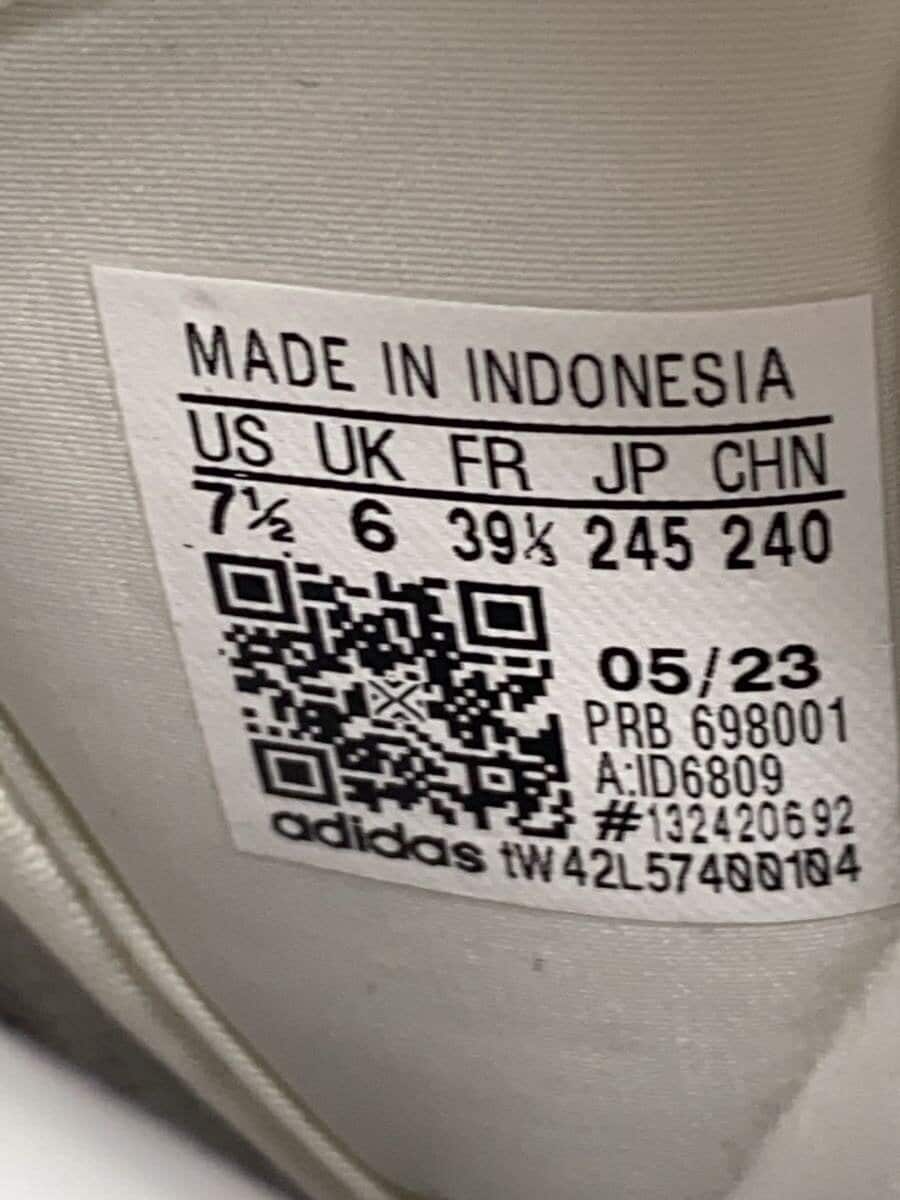 MADE IN INDONESIA
US UK FR JP CHN
7½ 6 39⅓ 245 240
05/23
PRB 698001
A:ID6809
#132420692
adidas tW42L57400104